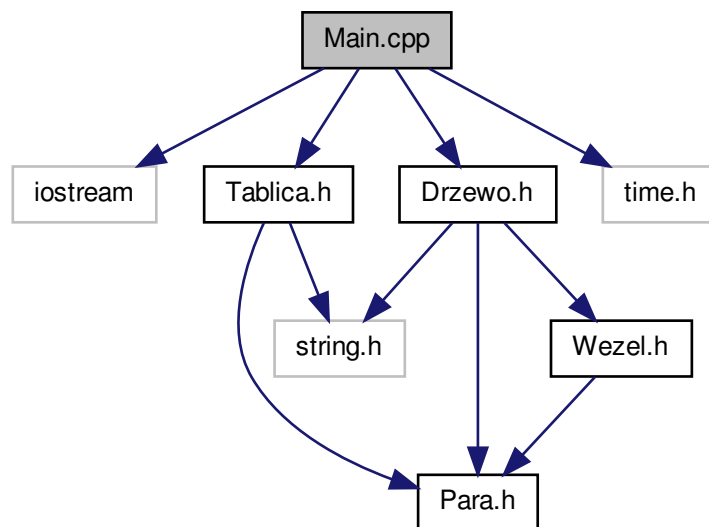 Main.cpp
iostream
Tablica.h
Drzewo.h
time.h
string.h
Wezel.h
Para.h